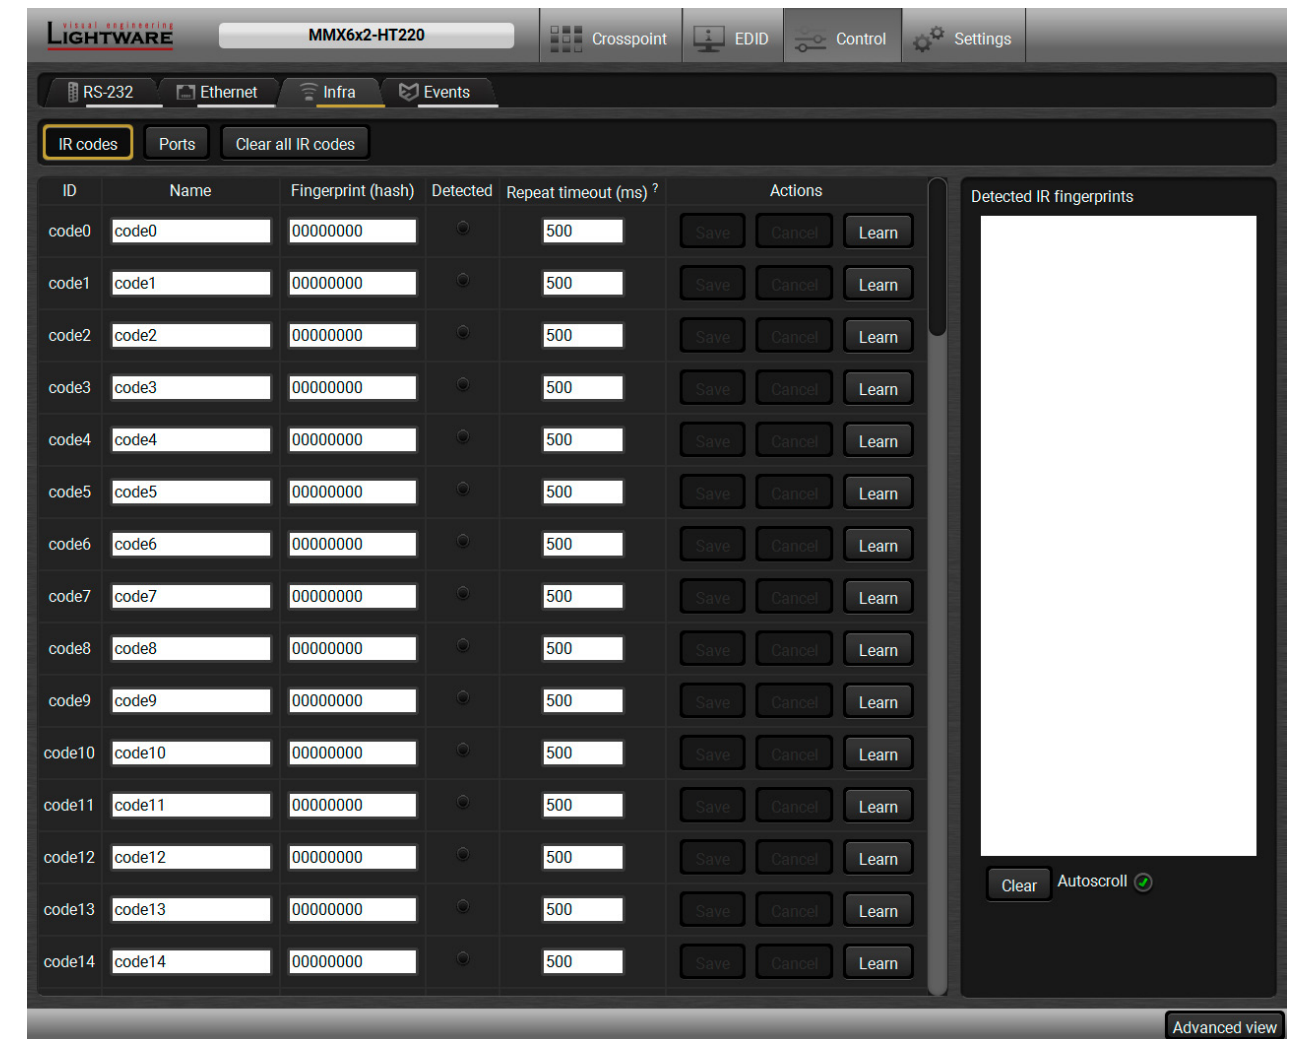 visual engineering
LIGHTWARE
MMX6x2-HT220
Crosspoint
EDID
Control
Settings
RS-232
Ethernet
Infra
Events
IR codes
Ports
Clear all IR codes
ID Name Fingerprint (hash) Detected Repeat timeout (ms) ? Actions
code0 code0 00000000 500 Save Cancel Learn
code1 code1 00000000 500 Save Cancel Learn
code2 code2 00000000 500 Save Cancel Learn
code3 code3 00000000 500 Save Cancel Learn
code4 code4 00000000 500 Save Cancel Learn
code5 code5 00000000 500 Save Cancel Learn
code6 code6 00000000 500 Save Cancel Learn
code7 code7 00000000 500 Save Cancel Learn
code8 code8 00000000 500 Save Cancel Learn
code9 code9 00000000 500 Save Cancel Learn
code10 code10 00000000 500 Save Cancel Learn
code11 code11 00000000 500 Save Cancel Learn
code12 code12 00000000 500 Save Cancel Learn
code13 code13 00000000 500 Save Cancel Learn
code14 code14 00000000 500 Save Cancel Learn
Detected IR fingerprints
Clear
Autoscroll
Advanced view